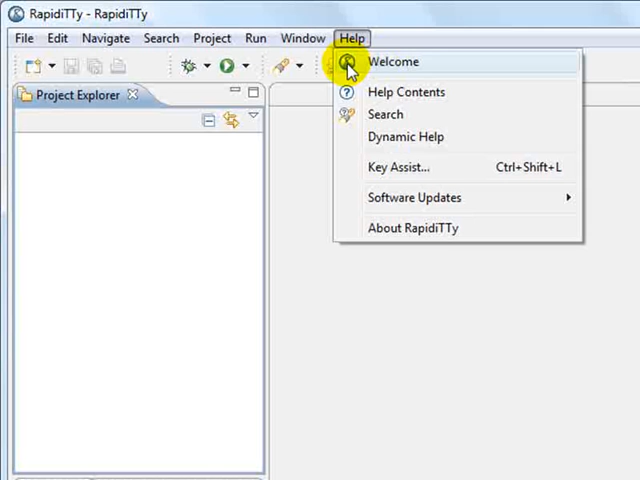 RapidiTTy - RapidiTTy
File Edit Navigate Search Project Run Window Help
Project Explorer
Welcome
Help Contents
Search
Dynamic Help
Key Assist... Ctrl+Shift+L
Software Updates
About RapidiTTy